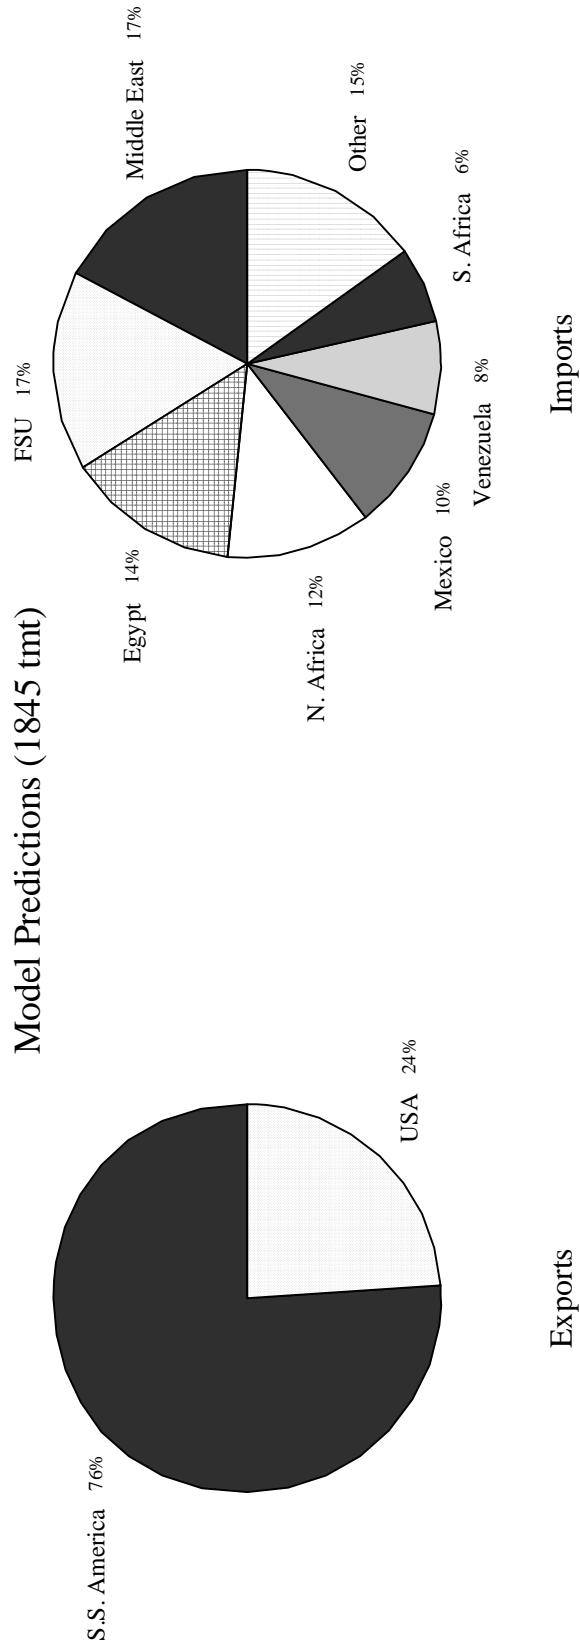 Model Predictions (1845 tmt)
S.S. America 76%
USA 24%
Exports
FSU 17%
Middle East 17%
Egypt 14%
Other 15%
N. Africa 12%
S. Africa 6%
Mexico 10%
Venezuela 8%
Imports